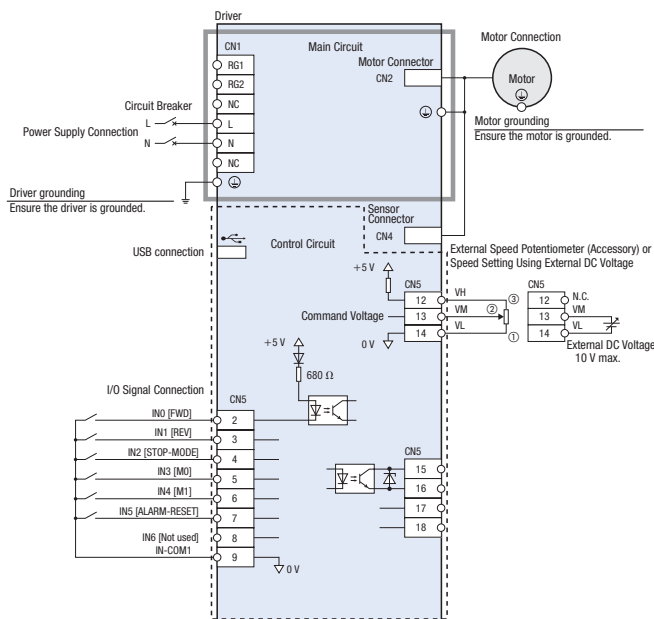 Driver
CN1
Main Circuit
Motor Connection
RG1
Motor Connector
CN2
Motor
RG2
NC
Circuit Breaker
Power Supply Connection
L
L
N
N
NC
Motor grounding
Ensure the motor is grounded.
Driver grounding
Ensure the driver is grounded.
Sensor
Connector
CN4
USB connection
Control Circuit
External Speed Potentiometer (Accessory) or
Speed Setting Using External DC Voltage
+5 V
CN5
CN5
12
VH
③
12
N.C.
Command Voltage
13
VM
②
13
VM
0 V
14
VL
①
14
VL
External DC Voltage
10 V max.
+5 V
680 Ω
I/O Signal Connection
CN5
IN0 [FWD]
2
IN1 [REV]
3
IN2 [STOP-MODE]
4
IN3 [M0]
5
IN4 [M1]
6
IN5 [ALARM-RESET]
7
IN6 [Not used]
8
IN-COM1
9
0 V
CN5
15
16
17
18